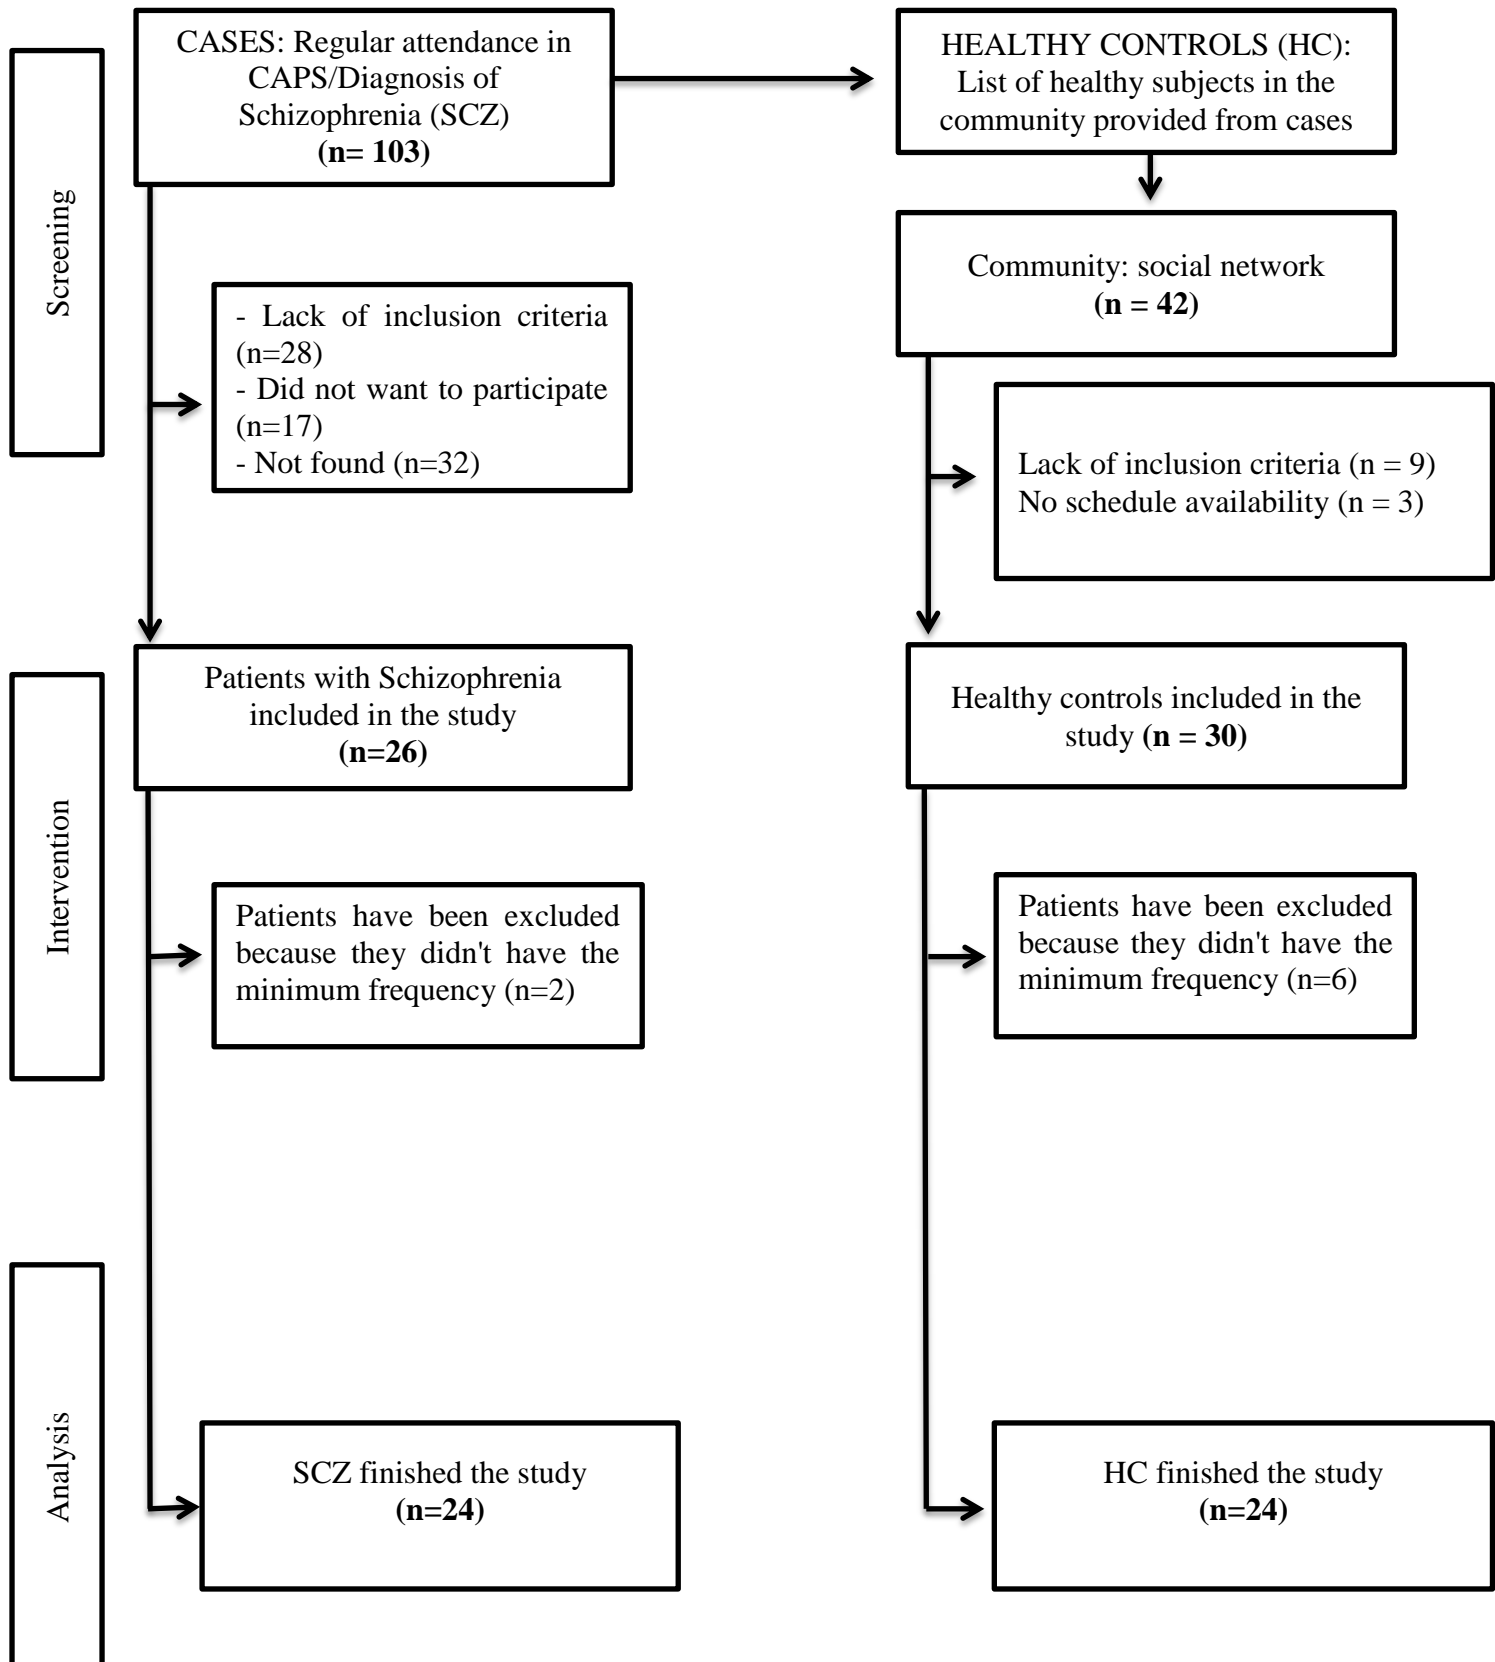 CASES: Regular attendance in
CAPS/Diagnosis of
Schizophrenia (SCZ)
(n= 103)
HEALTHY CONTROLS (HC):
List of healthy subjects in the
community provided from cases
Screening
Community: social network
(n = 42)
- Lack of inclusion criteria
(n=28)
- Did not want to participate
(n=17)
- Not found (n=32)
Lack of inclusion criteria (n = 9)
No schedule availability (n = 3)
Patients with Schizophrenia
included in the study
(n=26)
Healthy controls included in the
study (n = 30)
Intervention
Patients have been excluded
because they didn't have the
minimum frequency (n=2)
Patients have been excluded
because they didn't have the
minimum frequency (n=6)
Analysis
SCZ finished the study
(n=24)
HC finished the study
(n=24)